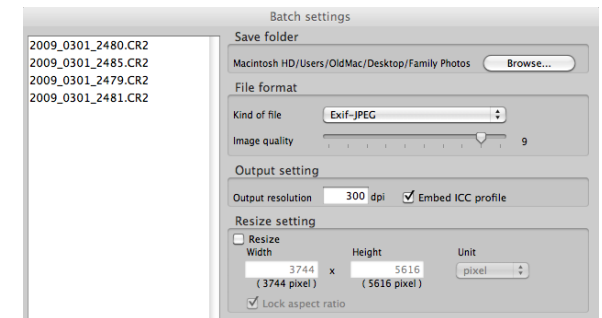 Batch settings
2009_0301_2480.CR2
2009_0301_2485.CR2
2009_0301_2479.CR2
2009_0301_2481.CR2
Save folder
Macintosh HD/Users/OldMac/Desktop/Family Photos Browse...
File format
Kind of file Exif-JPEG
Image quality 9
Output setting
Output resolution 300 dpi Embed ICC profile
Resize setting
Resize
Width Height Unit
3744 x 5616 pixel
( 3744 pixel ) ( 5616 pixel )
Lock aspect ratio